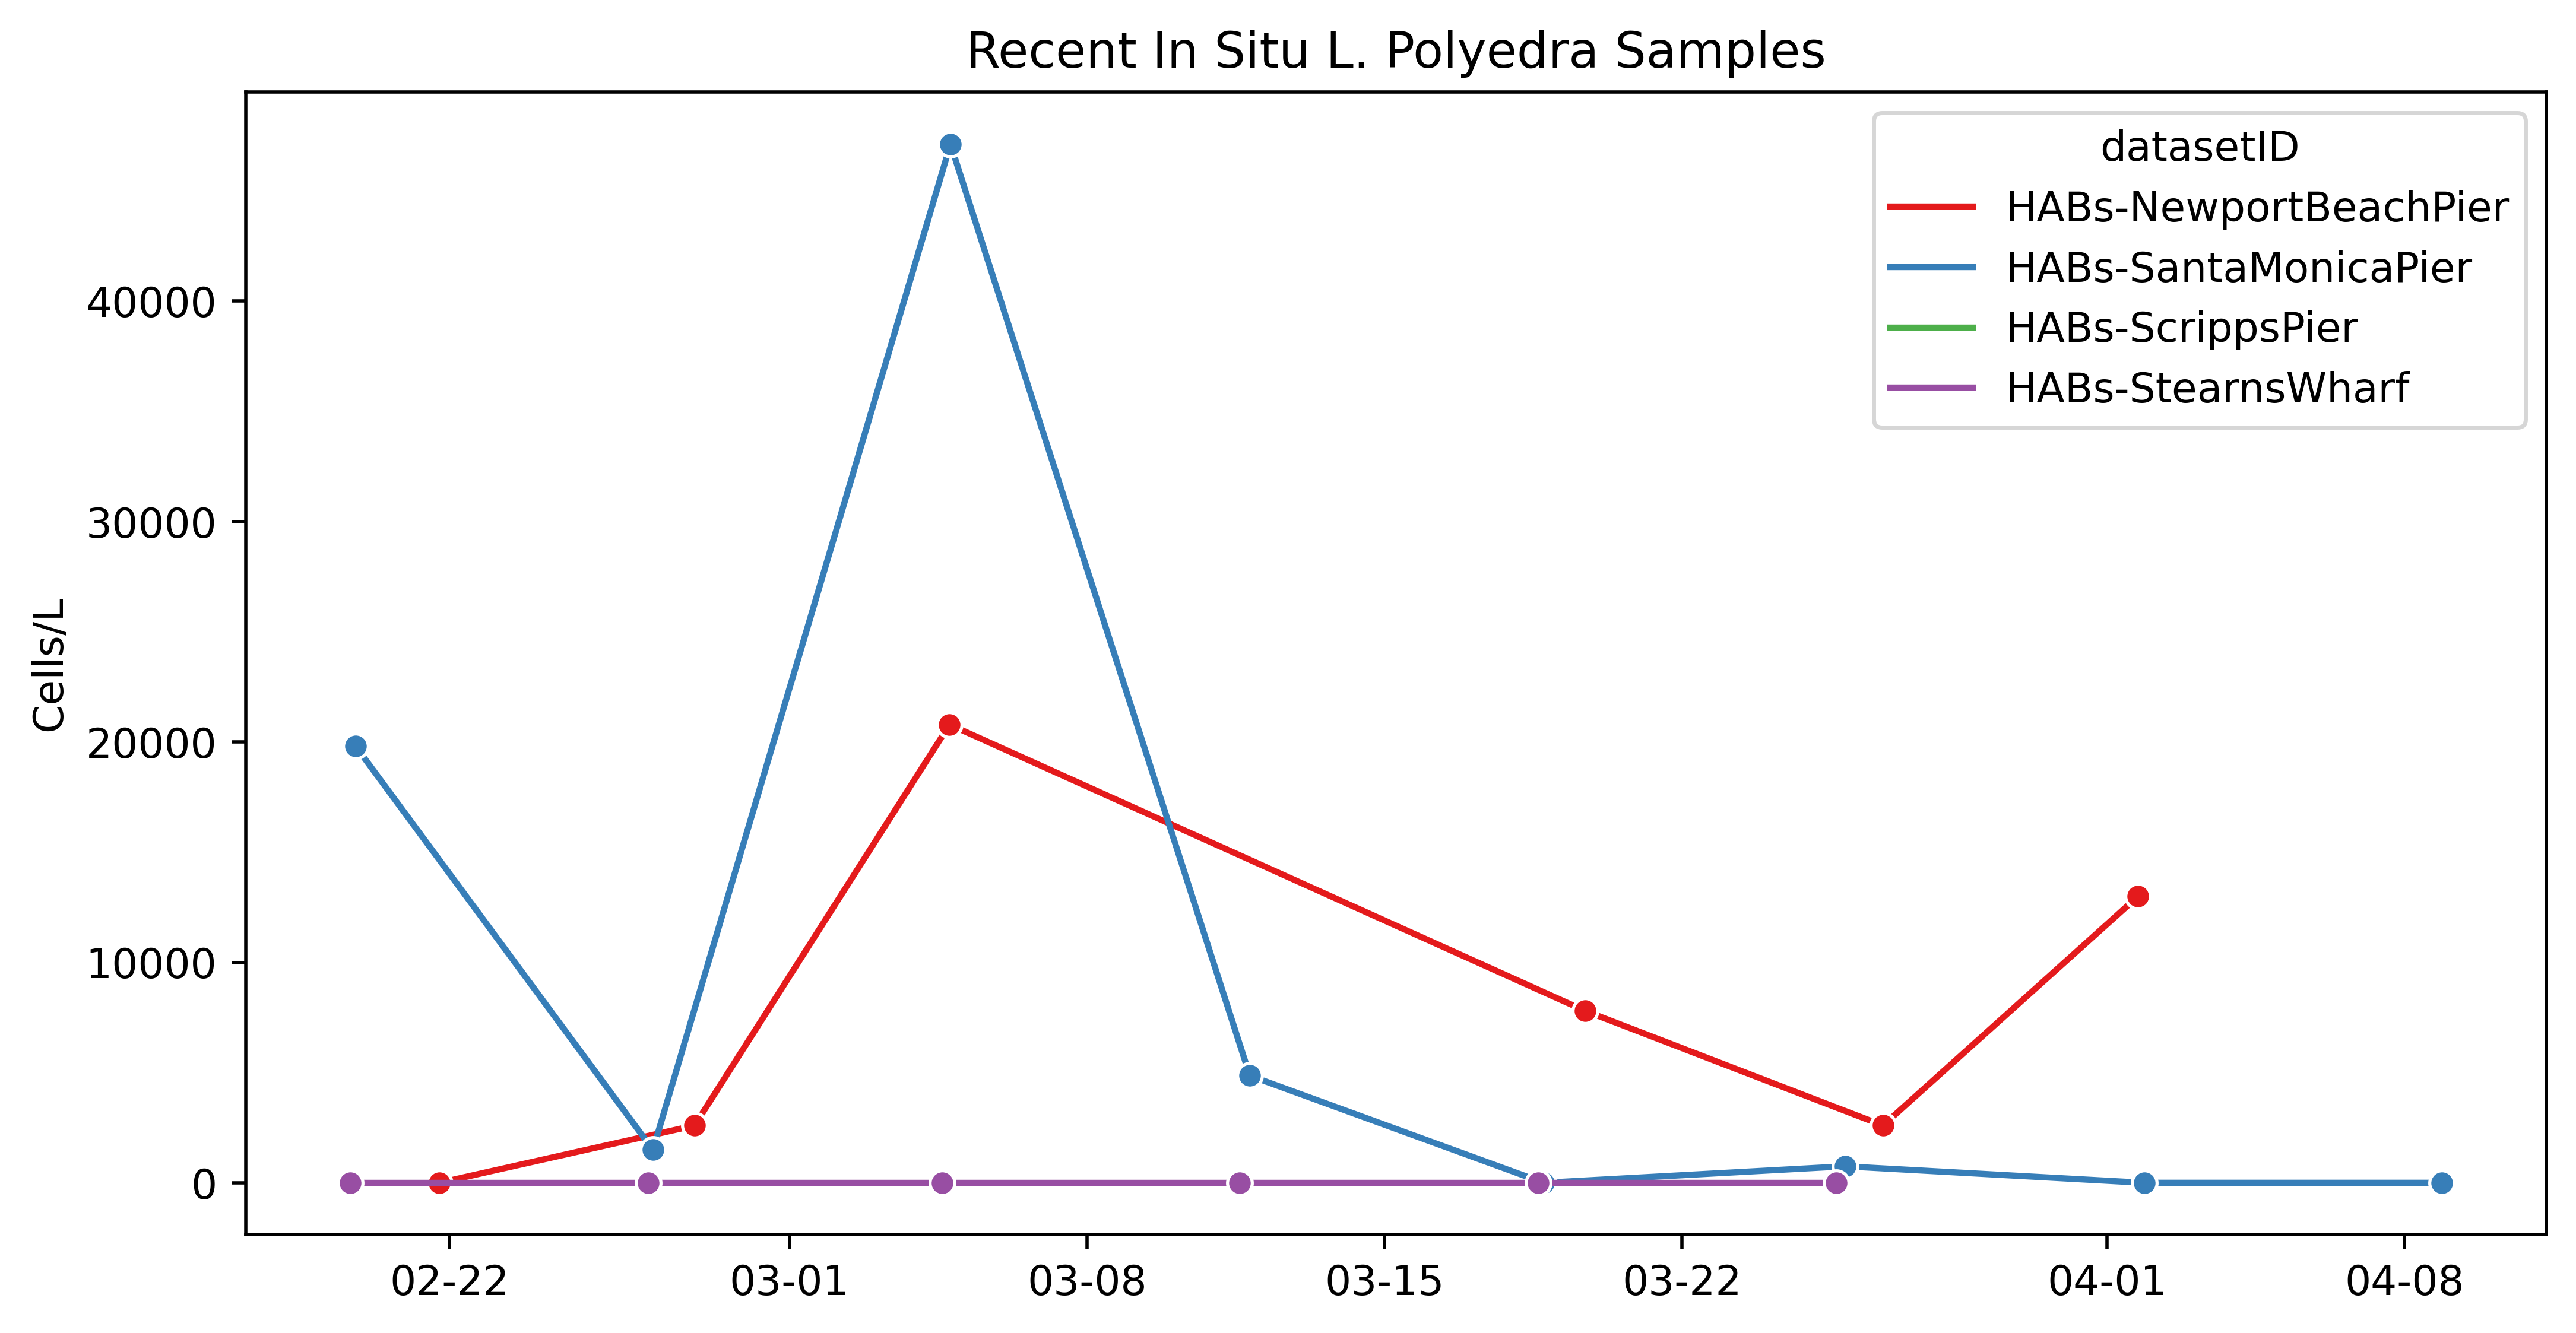 Recent In Situ L. Polyedra Samples
datasetID
HABs-NewportBeachPier
HABs-SantaMonicaPier
HABs-ScrippsPier
HABs-StearnsWharf
Cells/L
40000
30000
20000
10000
0
02-22 03-01 03-08 03-15 03-22 04-01 04-08